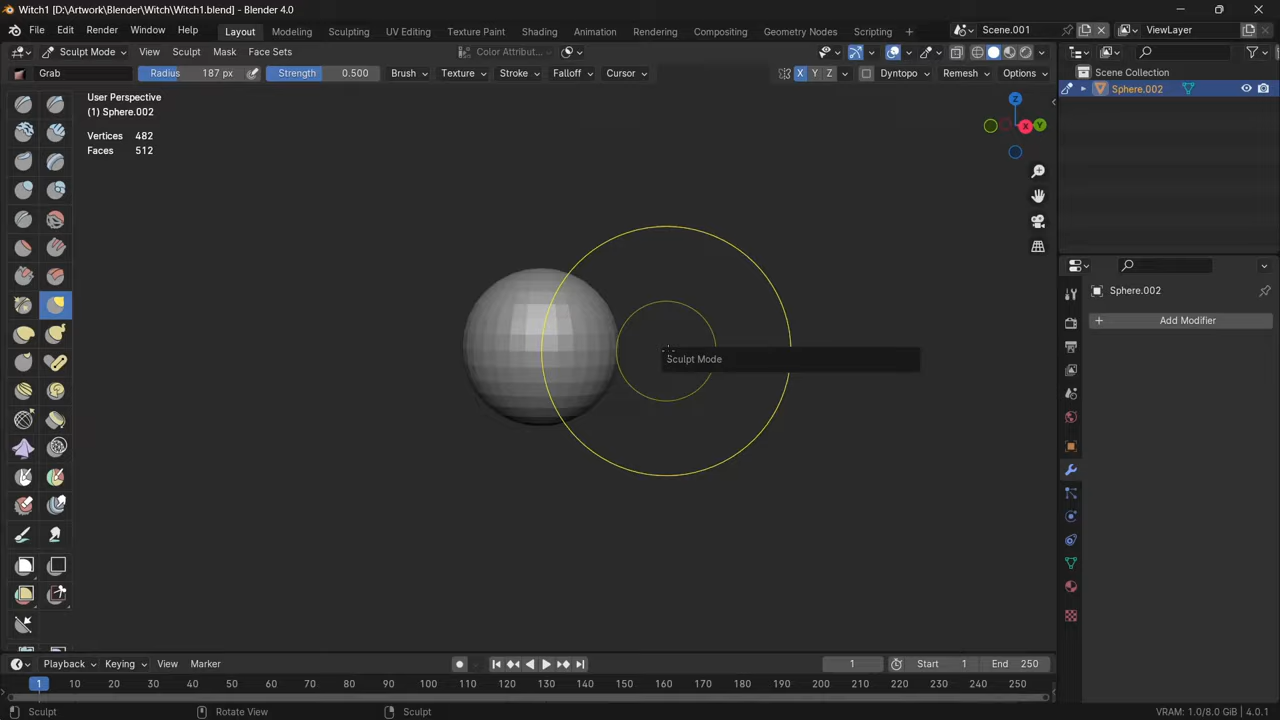 Witch1 [D:\Artwork\Blender\Witch\Witch1.blend] - Blender 4.0
File Edit Render Window Help Layout Modeling Sculpting UV Editing Texture Paint Shading Animation Rendering Compositing Geometry Nodes Scripting Scene.001 ViewLayer
Sculpt Mode View Sculpt Mask Face Sets Color Attribut...
Grab Radius 187 px Strength 0.500 Brush Texture Stroke Falloff Cursor X Y Z Dyntopo Remesh Options
Scene Collection
Sphere.002
User Perspective
(1) Sphere.002
Vertices 482
Faces 512
Z
X Y
Sculpt Mode
Sphere.002
+ Add Modifier
Playback Keying View Marker 1 Start 1 End 250
1 10 20 30 40 50 60 70 80 90 100 110 120 130 140 150 160 170 180 190 200 210 220 230 240 250
Sculpt Rotate View Sculpt VRAM: 1.0/8.0 GiB | 4.0.1